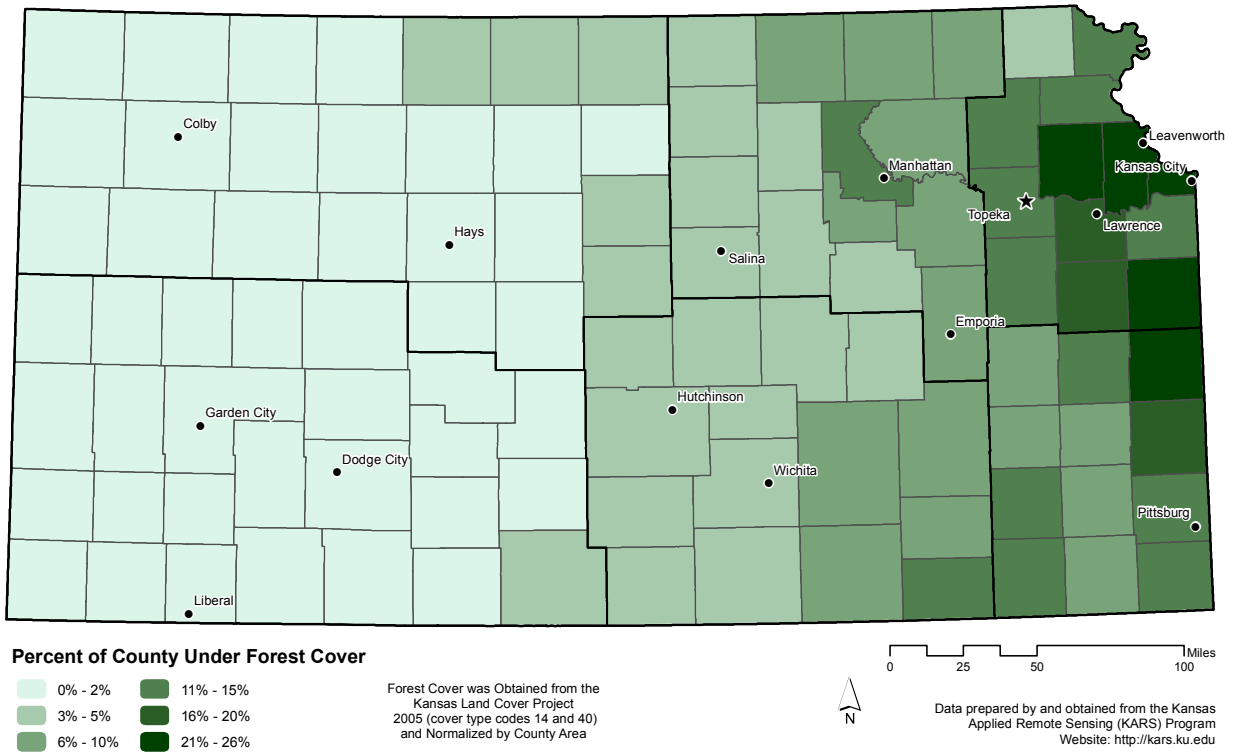 Leavenworth
Colby
Kansas City
Manhattan
Topeka
Lawrence
Hays
Salina
Emporia
Hutchinson
Garden City
Dodge City
Wichita
Pittsburg
Liberal
Percent of County Under Forest Cover
0% - 2%
3% - 5%
6% - 10%
11% - 15%
16% - 20%
21% - 26%
Forest Cover was Obtained from the
Kansas Land Cover Project
2005 (cover type codes 14 and 40)
and Normalized by County Area
N
Miles
0 25 50 100
Data prepared by and obtained from the Kansas
Applied Remote Sensing (KARS) Program
Website: http://kars.ku.edu